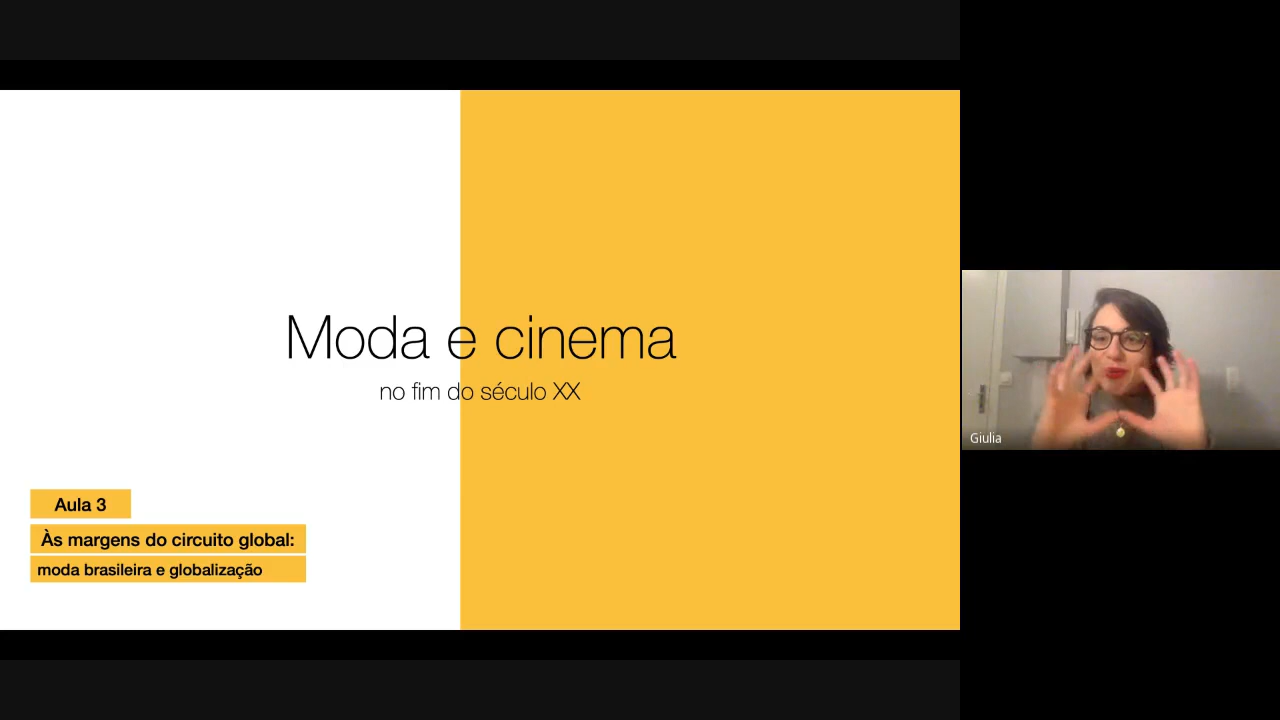 Moda e cinema
no fim do século XX
Aula 3
Às margens do circuito global:
moda brasileira e globalização
Giulia